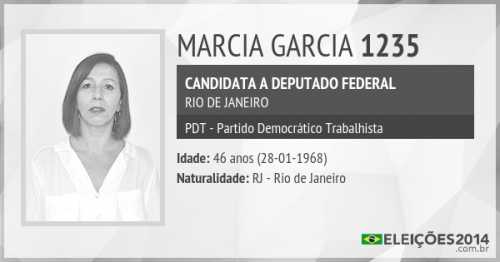 MARCIA GARCIA 1235
CANDIDATA A DEPUTADO FEDERAL
RIO DE JANEIRO
PDT - Partido Democrático Trabalhista
Idade: 46 anos (28-01-1968)
Naturalidade: RJ - Rio de Janeiro
ELEIÇÕES2014
.com.br